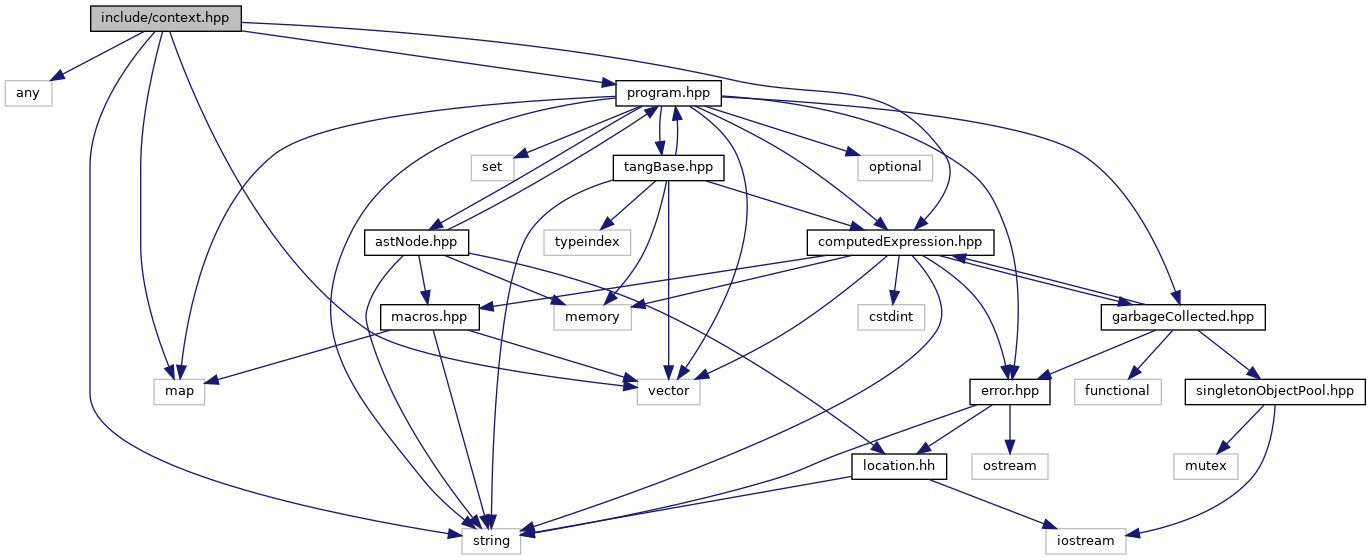 include/context.hpp
any
program.hpp
set
tangBase.hpp
optional
astNode.hpp
typeindex
computedExpression.hpp
macros.hpp
memory
cstdint
garbageCollected.hpp
map
vector
error.hpp
functional
singletonObjectPool.hpp
location.hh
ostream
mutex
string
iostream